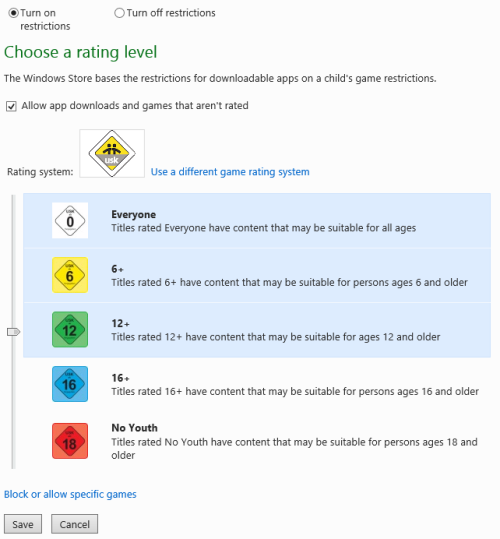 Turn on
restrictions
Turn off restrictions
Choose a rating level
The Windows Store bases the restrictions for downloadable apps on a child's game restrictions.
Allow app downloads and games that aren't rated
Rating system:
usk
Use a different game rating system
0
Everyone
Titles rated Everyone have content that may be suitable for all ages
6
6+
Titles rated 6+ have content that may be suitable for persons ages 6 and older
12
12+
Titles rated 12+ have content that may be suitable for ages 12 and older
16
16+
Titles rated 16+ have content that may be suitable for persons ages 16 and older
18
No Youth
Titles rated No Youth have content that may be suitable for persons ages 18 and
older
Block or allow specific games
Save
Cancel